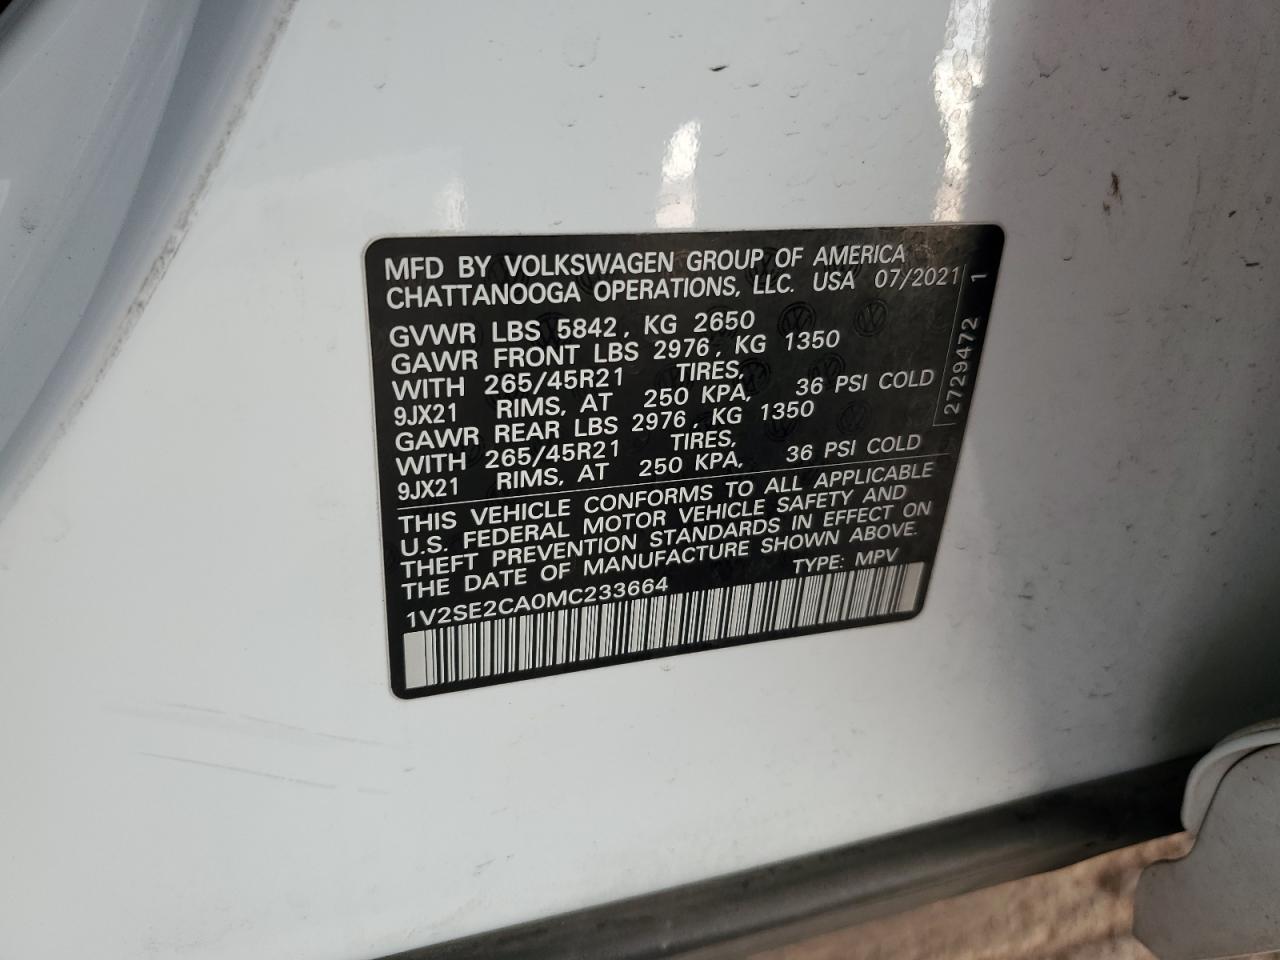 MFD BY VOLKSWAGEN GROUP OF AMERICA
CHATTANOOGA OPERATIONS, LLC. USA 07/2021
GVWR LBS 5842, KG 2650
GAWR FRONT LBS 2976, KG 1350
WITH 265/45R21 TIRES,
9JX21 RIMS, AT 250 KPA, 36 PSI COLD
GAWR REAR LBS 2976, KG 1350
WITH 265/45R21 TIRES,
9JX21 RIMS, AT 250 KPA, 36 PSI COLD
THIS VEHICLE CONFORMS TO ALL APPLICABLE
U.S. FEDERAL MOTOR VEHICLE SAFETY AND
THEFT PREVENTION STANDARDS IN EFFECT ON
THE DATE OF MANUFACTURE SHOWN ABOVE.
TYPE: MPV
1V2SE2CA0MC233664
2729472 1